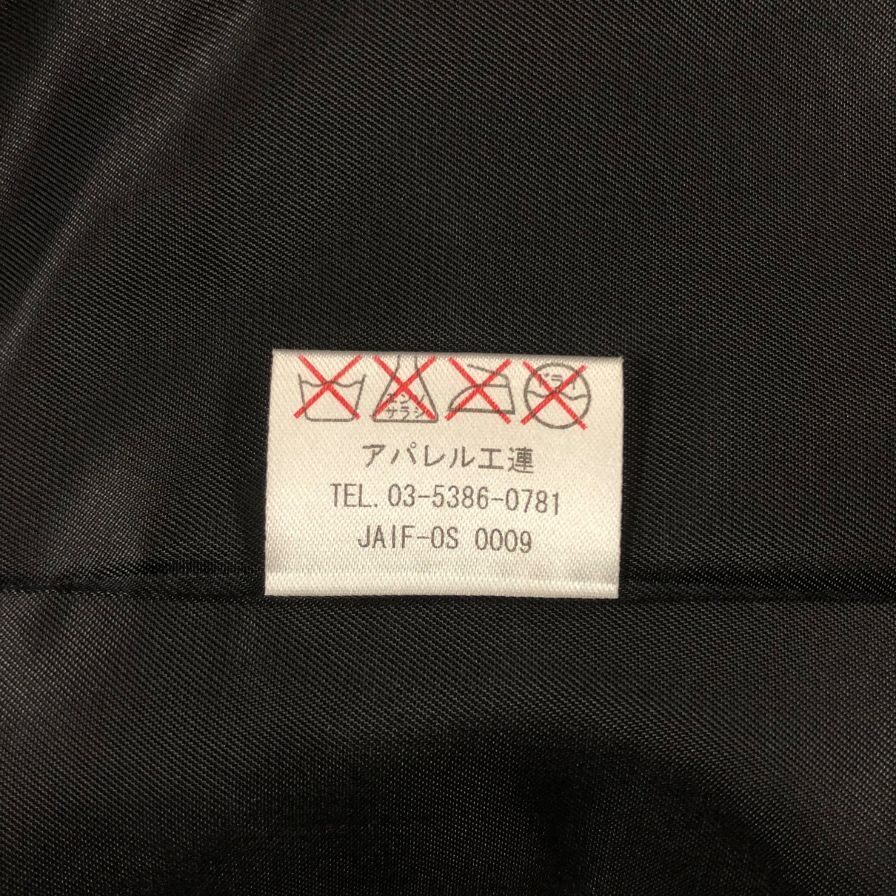 エンソ ドライ
サラシ
アパレル工連
TEL. 03-5386-0781
JAIF-OS 0009